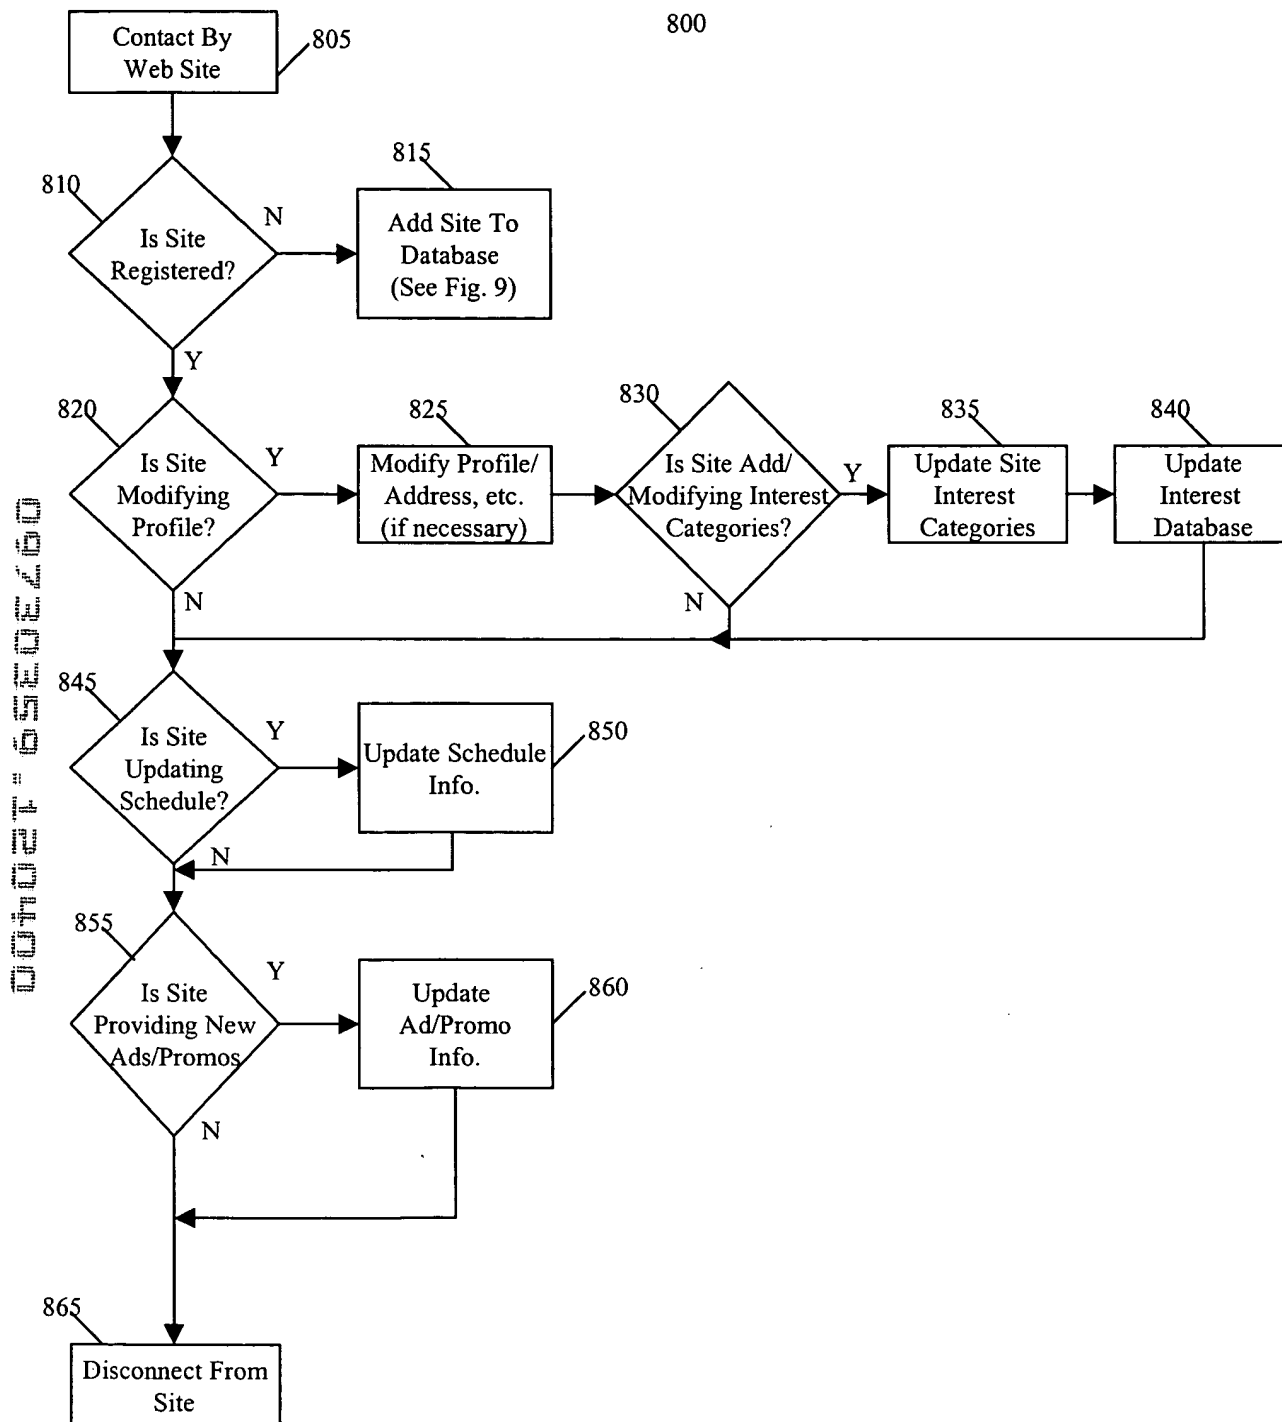 800
Contact By
Web Site
805
810
Is Site
Registered?
N
Y
815
Add Site To
Database
(See Fig. 9)
820
Is Site
Modifying
Profile?
Y
N
825
Modify Profile/
Address, etc.
(if necessary)
830
Is Site Add/
Modifying Interest
Categories?
Y
N
835
Update Site
Interest
Categories
840
Update
Interest
Database
845
Is Site
Updating
Schedule?
Y
N
850
Update Schedule
Info.
855
Is Site
Providing New
Ads/Promos
Y
N
860
Update
Ad/Promo
Info.
865
Disconnect From
Site
09730359.120400